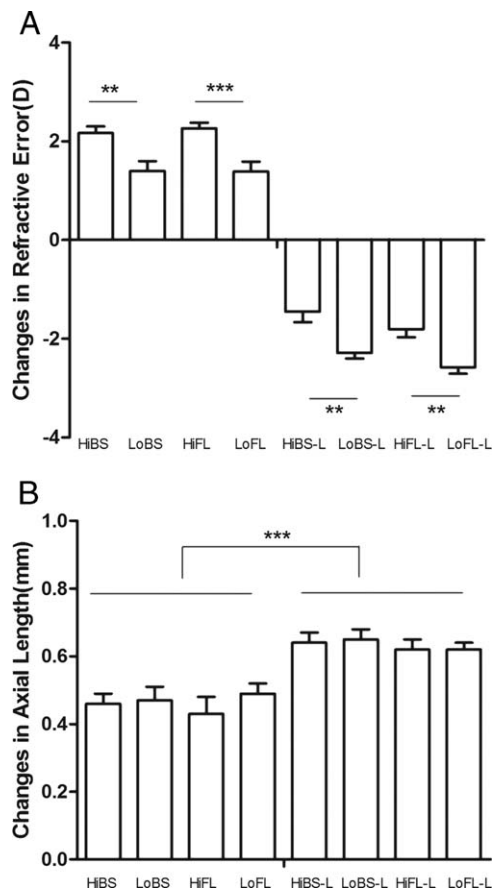 A
Changes in Refractive Error(D)
4
2
0
-2
-4
** ***
** **
HiBS LoBS HiFL LoFL HiBS-L LoBS-L HiFL-L LoFL-L
B
Changes in Axial Length(mm)
1.0
0.8
0.6
0.4
0.2
0.0
***
HiBS LoBS HiFL LoFL HiBS-L LoBS-L HiFL-L LoFL-L